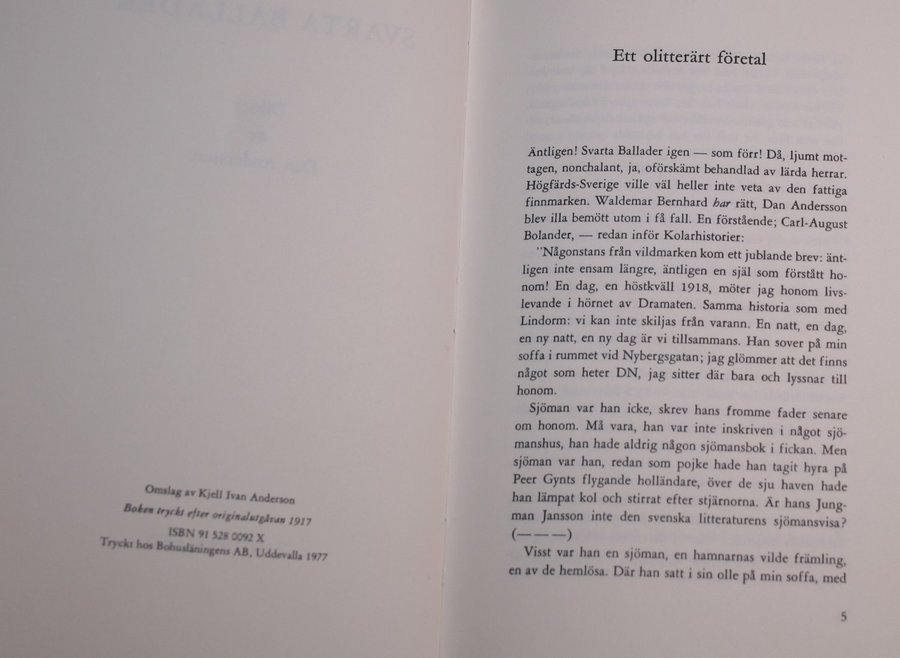 Omslag av Kjell Ivan Anderson
Boken tryckt efter originalutgåvan 1917
ISBN 91 528 0092 X
Tryckt hos Bohusläningens AB, Uddevalla 1977
Ett olitterärt företal
Äntligen! Svarta Ballader igen — som förr! Då, ljumt mot-
tagen, nonchalant, ja, oförskämt behandlad av lärda herrar.
Högfärds-Sverige ville väl heller inte veta av den fattiga
finnmarken. Waldemar Bernhard har rätt, Dan Andersson
blev illa bemött utom i få fall. En förstående; Carl-August
Bolander, — redan inför Kolarhistorier:
"Någonstans från vildmarken kom ett jublande brev: änt-
ligen inte ensam längre, äntligen en själ som förstått ho-
nom! En dag, en höstkväll 1918, möter jag honom livs-
levande i hörnet av Dramaten. Samma historia som med
Lindorm: vi kan inte skiljas från varann. En natt, en dag,
en ny natt, en ny dag är vi tillsammans. Han sover på min
soffa i rummet vid Nybergsgatan; jag glömmer att det finns
något som heter DN, jag sitter där bara och lyssnar till
honom.
Sjöman var han icke, skrev hans fromme fader senare
om honom. Må vara, han var inte inskriven i något sjö-
manshus, han hade aldrig någon sjömansbok i fickan. Men
sjöman var han, redan som pojke hade han tagit hyra på
Peer Gynts flygande holländare, över de sju haven hade
han lämpat kol och stirrat efter stjärnorna. Är hans Jung-
man Jansson inte den svenska litteraturens sjömansvisa?
(— — —)
Visst var han en sjöman, en hamnarnas vilde främling,
en av de hemlösa. Där han satt i sin olle på min soffa, med
5